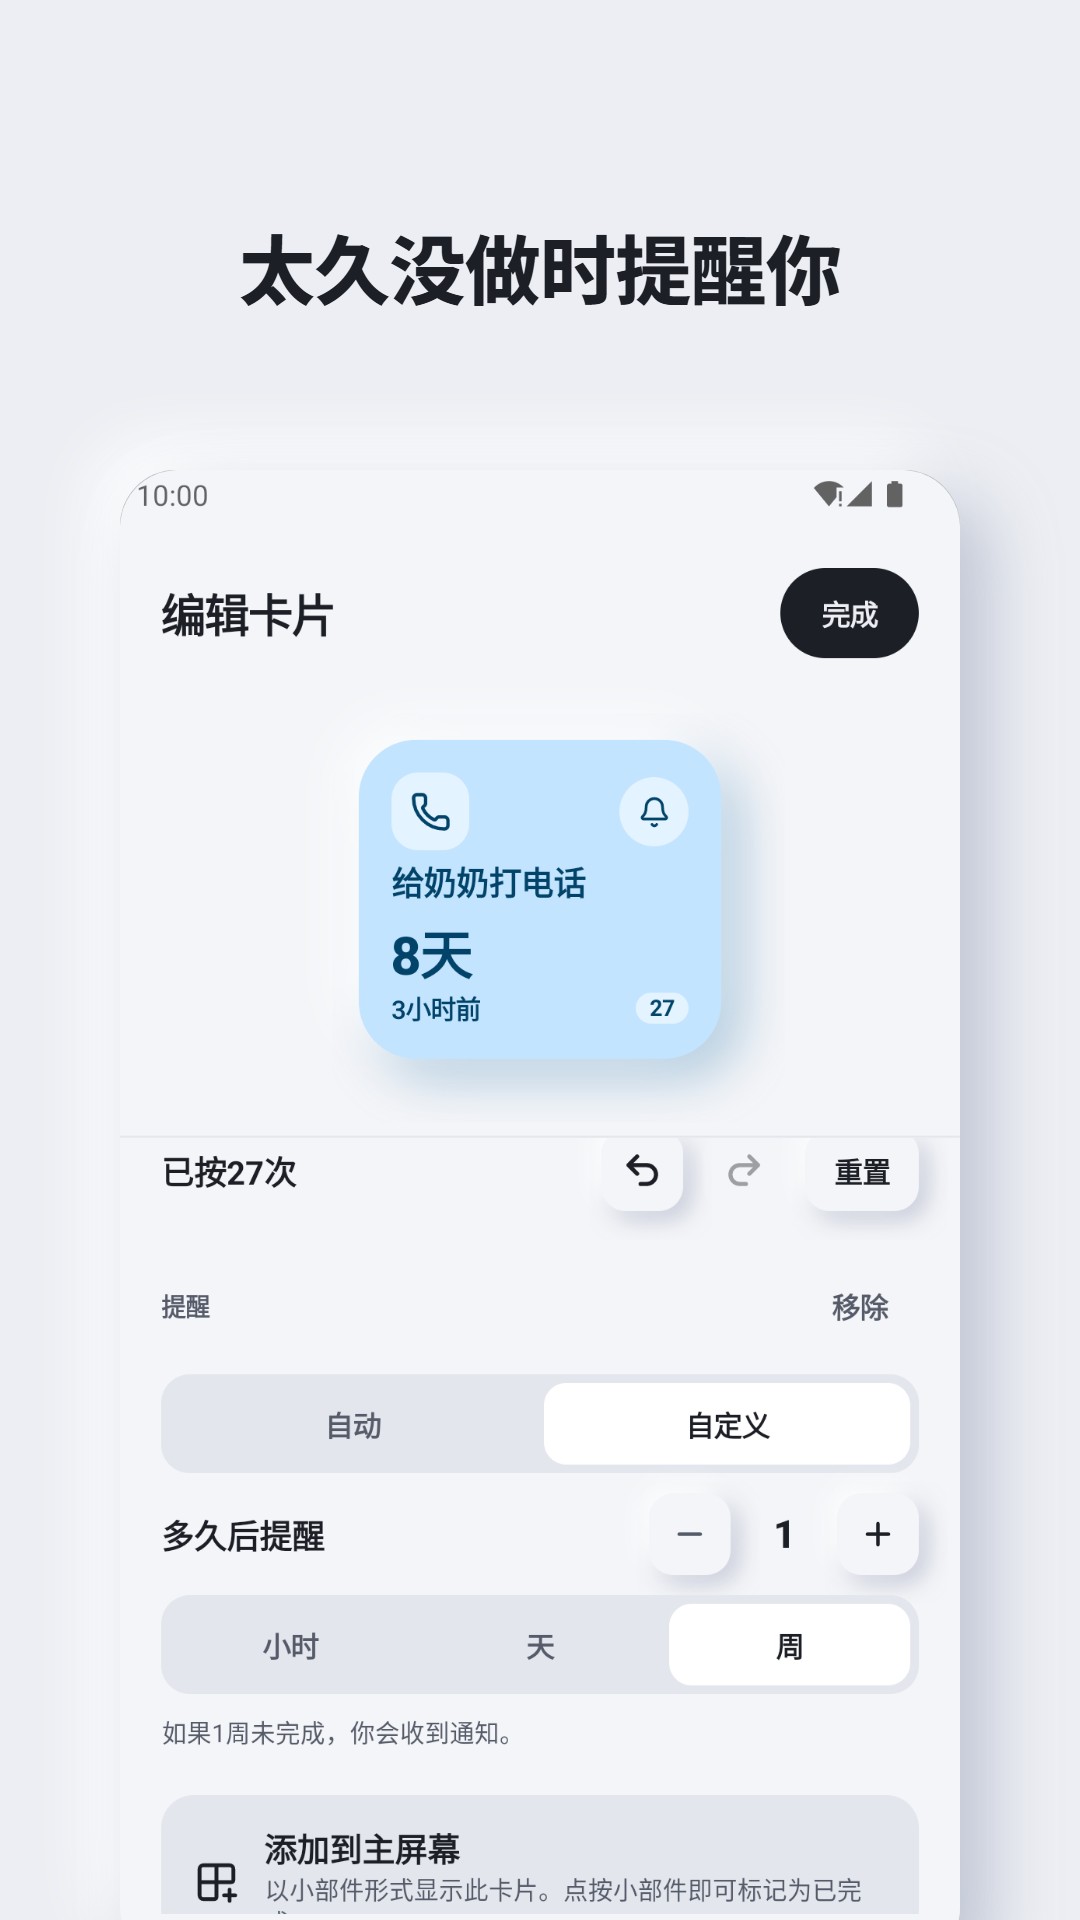 太久没做时提醒你
10:00
编辑卡片
完成
给奶奶打电话
8天
3小时前
27
已按27次
重置
提醒
移除
自动
自定义
多久后提醒
1
小时
天
周
如果1周未完成，你会收到通知。
添加到主屏幕
以小部件形式显示此卡片。点按小部件即可标记为已完